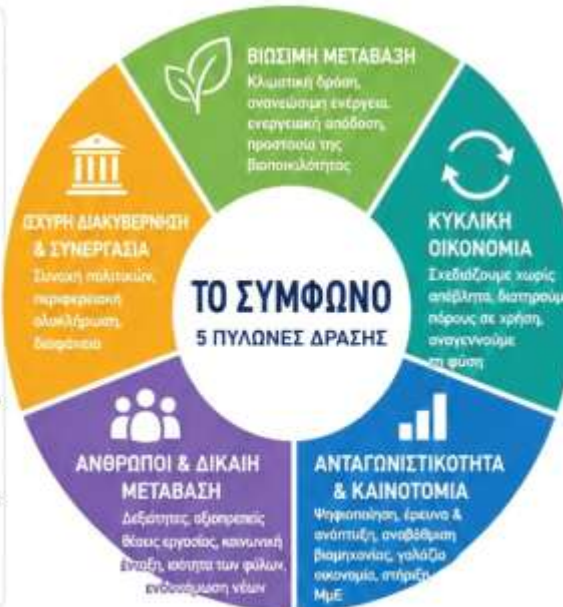 ΒΙΩΣΙΜΗ ΜΕΤΑΒΑΣΗ
Κλιματική δράση,
ανανεώσιμη ενέργεια,
ενεργειακή απόδοση,
προστασία της
βιοποικιλότητας
ΚΥΚΛΙΚΗ
ΟΙΚΟΝΟΜΙΑ
Σχεδιάζουμε χωρίς
απόβλητα, διατηρούμε
πόρους σε χρήση,
αναγεννούμε
τη φύση
ΑΝΤΑΓΩΝΙΣΤΙΚΟΤΗΤΑ
& ΚΑΙΝΟΤΟΜΙΑ
Ψηφιοποίηση, έρευνα &
ανάπτυξη, αναβάθμιση
βιομηχανίας, γαλάζια
οικονομία, στήριξη
ΜμΕ
ΑΝΘΡΩΠΟΙ & ΔΙΚΑΙΗ
ΜΕΤΑΒΑΣΗ
Δεξιότητες, αξιοπρεπείς
θέσεις εργασίας, κοινωνική
ένταξη, ισότητα των φύλων,
ενδυνάμωση νέων
ΙΣΧΥΡΗ ΔΙΑΚΥΒΕΡΝΗΣΗ
& ΣΥΝΕΡΓΑΣΙΑ
Συνοχή πολιτικών,
περιφερειακή
ολοκλήρωση,
διαφάνεια
ΤΟ ΣΥΜΦΩΝΟ
5 ΠΥΛΩΝΕΣ ΔΡΑΣΗΣ